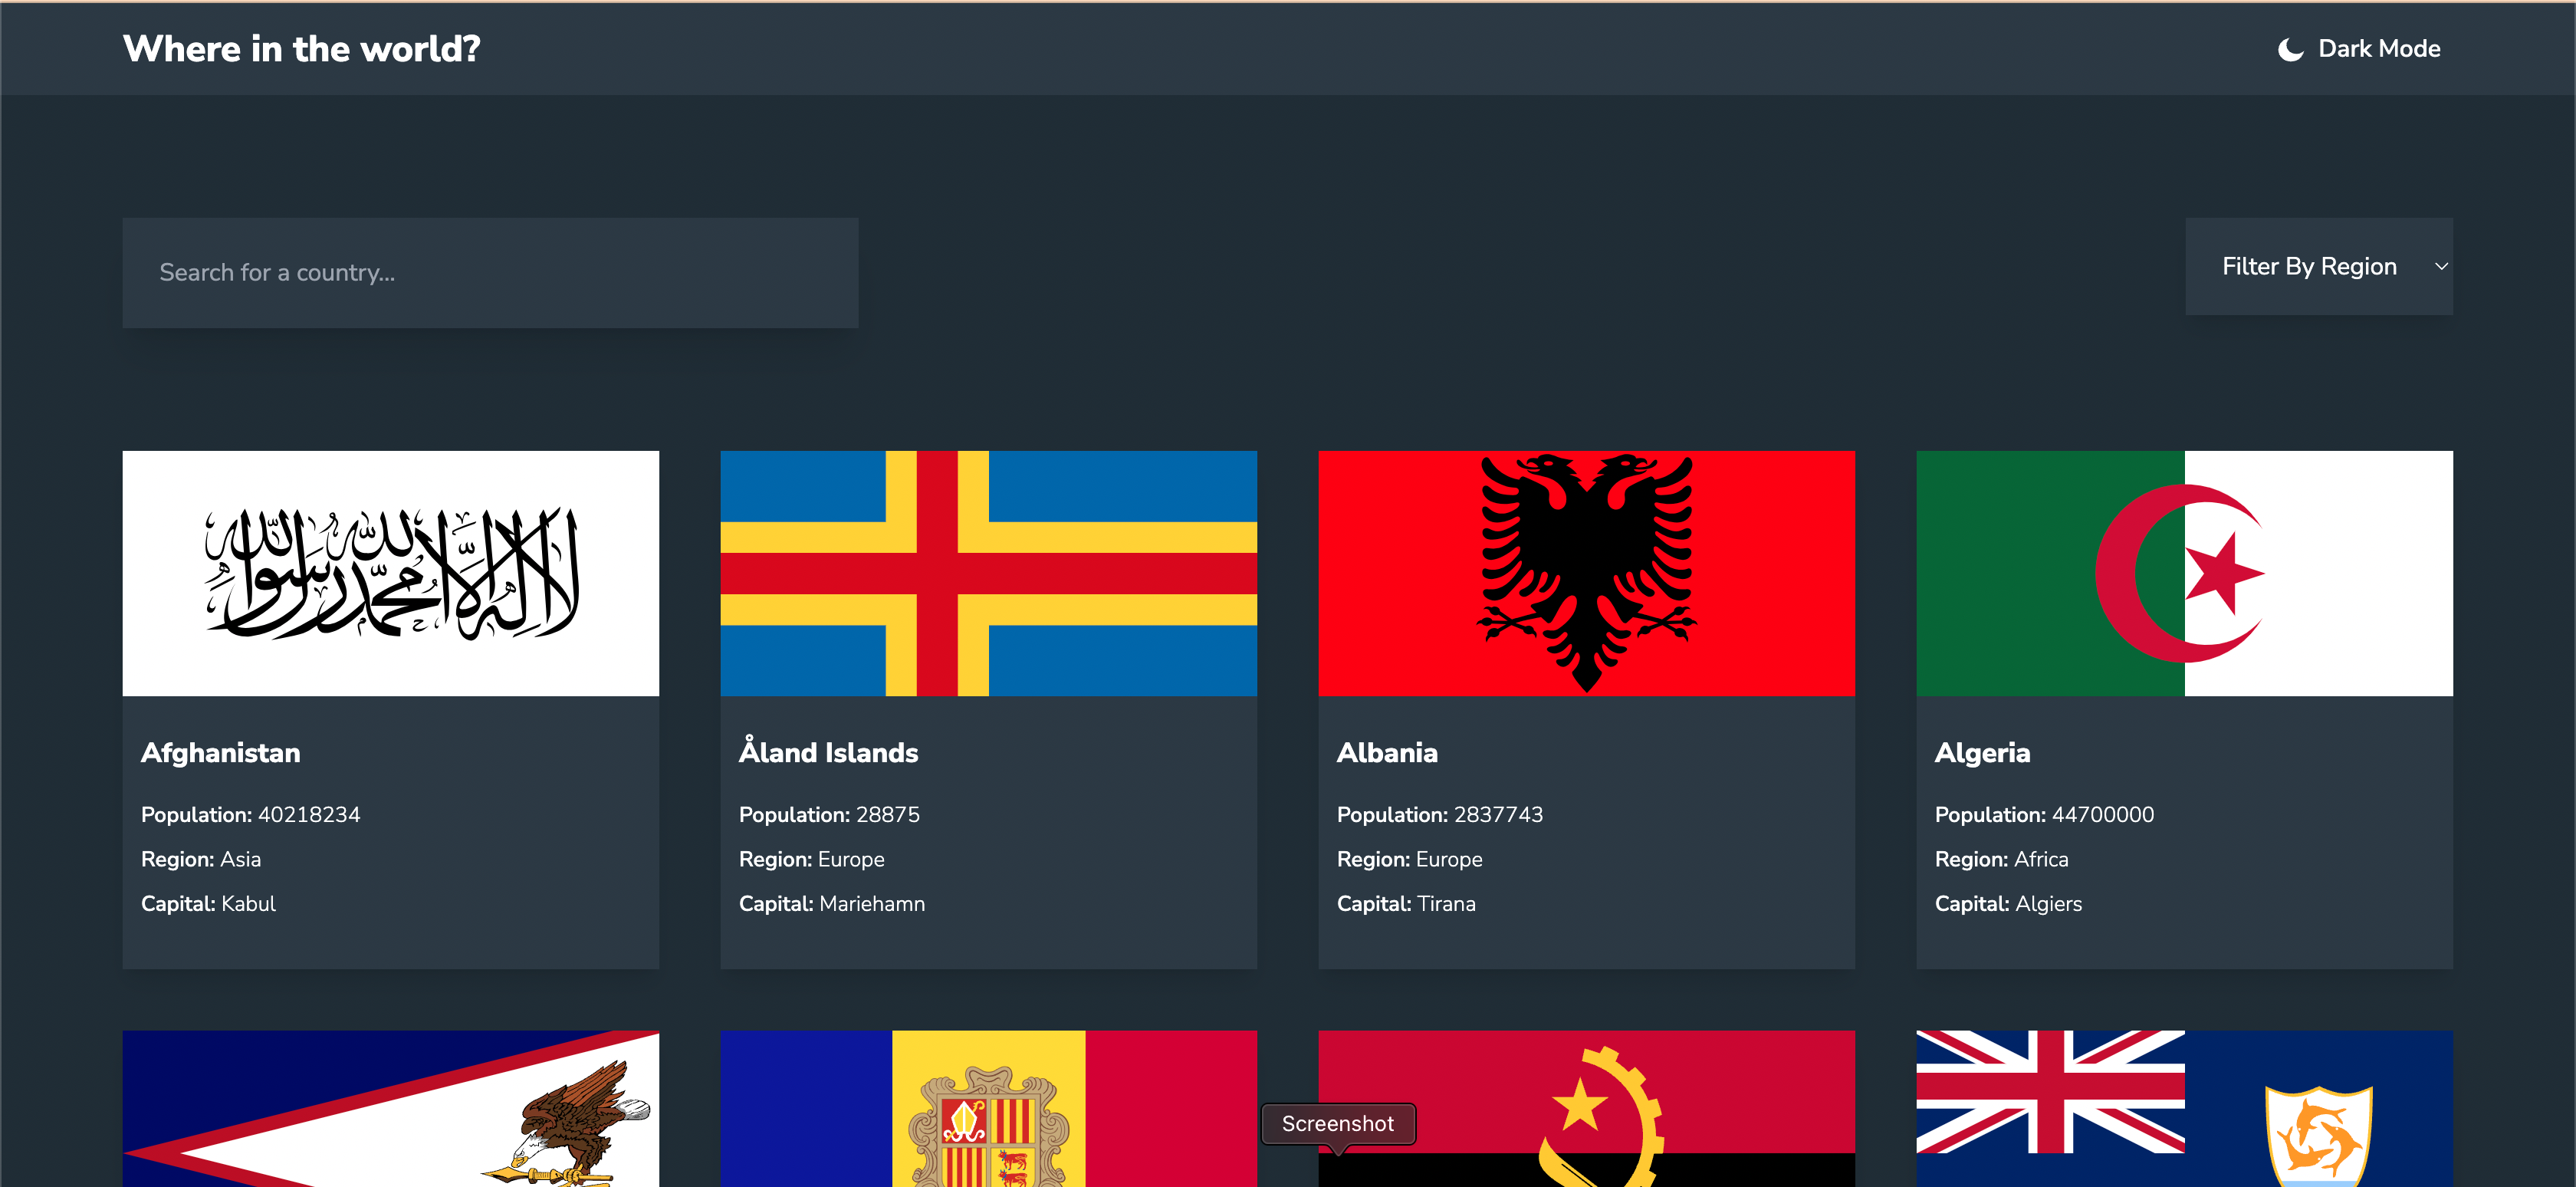 Where in the world?
Dark Mode
Search for a country...
Filter By Region
لا إله إلا الله محمد رسول الله
Afghanistan
Population: 40218234
Region: Asia
Capital: Kabul
Åland Islands
Population: 28875
Region: Europe
Capital: Mariehamn
Albania
Population: 2837743
Region: Europe
Capital: Tirana
Algeria
Population: 44700000
Region: Africa
Capital: Algiers
Screenshot